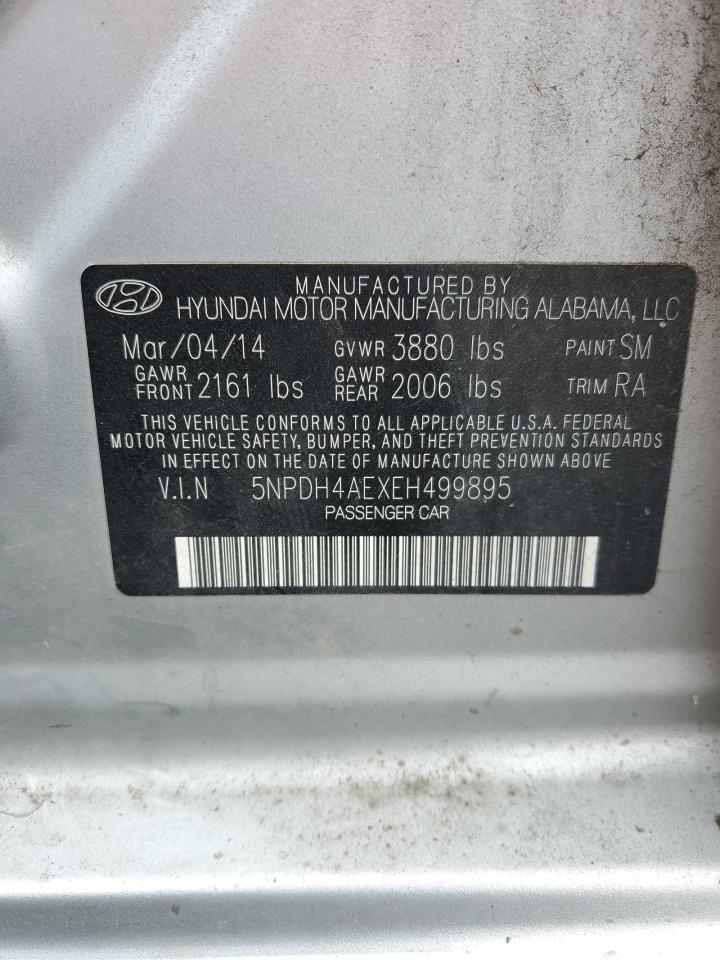 MANUFACTURED BY
HYUNDAI MOTOR MANUFACTURING ALABAMA, LLC
Mar/04/14 GVWR 3880 lbs PAINT SM
GAWR FRONT 2161 lbs GAWR REAR 2006 lbs TRIM RA
THIS VEHICLE CONFORMS TO ALL APPLICABLE U.S.A. FEDERAL
MOTOR VEHICLE SAFETY, BUMPER, AND THEFT PREVENTION STANDARDS
IN EFFECT ON THE DATE OF MANUFACTURE SHOWN ABOVE
V.I.N 5NPDH4AEXEH499895
PASSENGER CAR